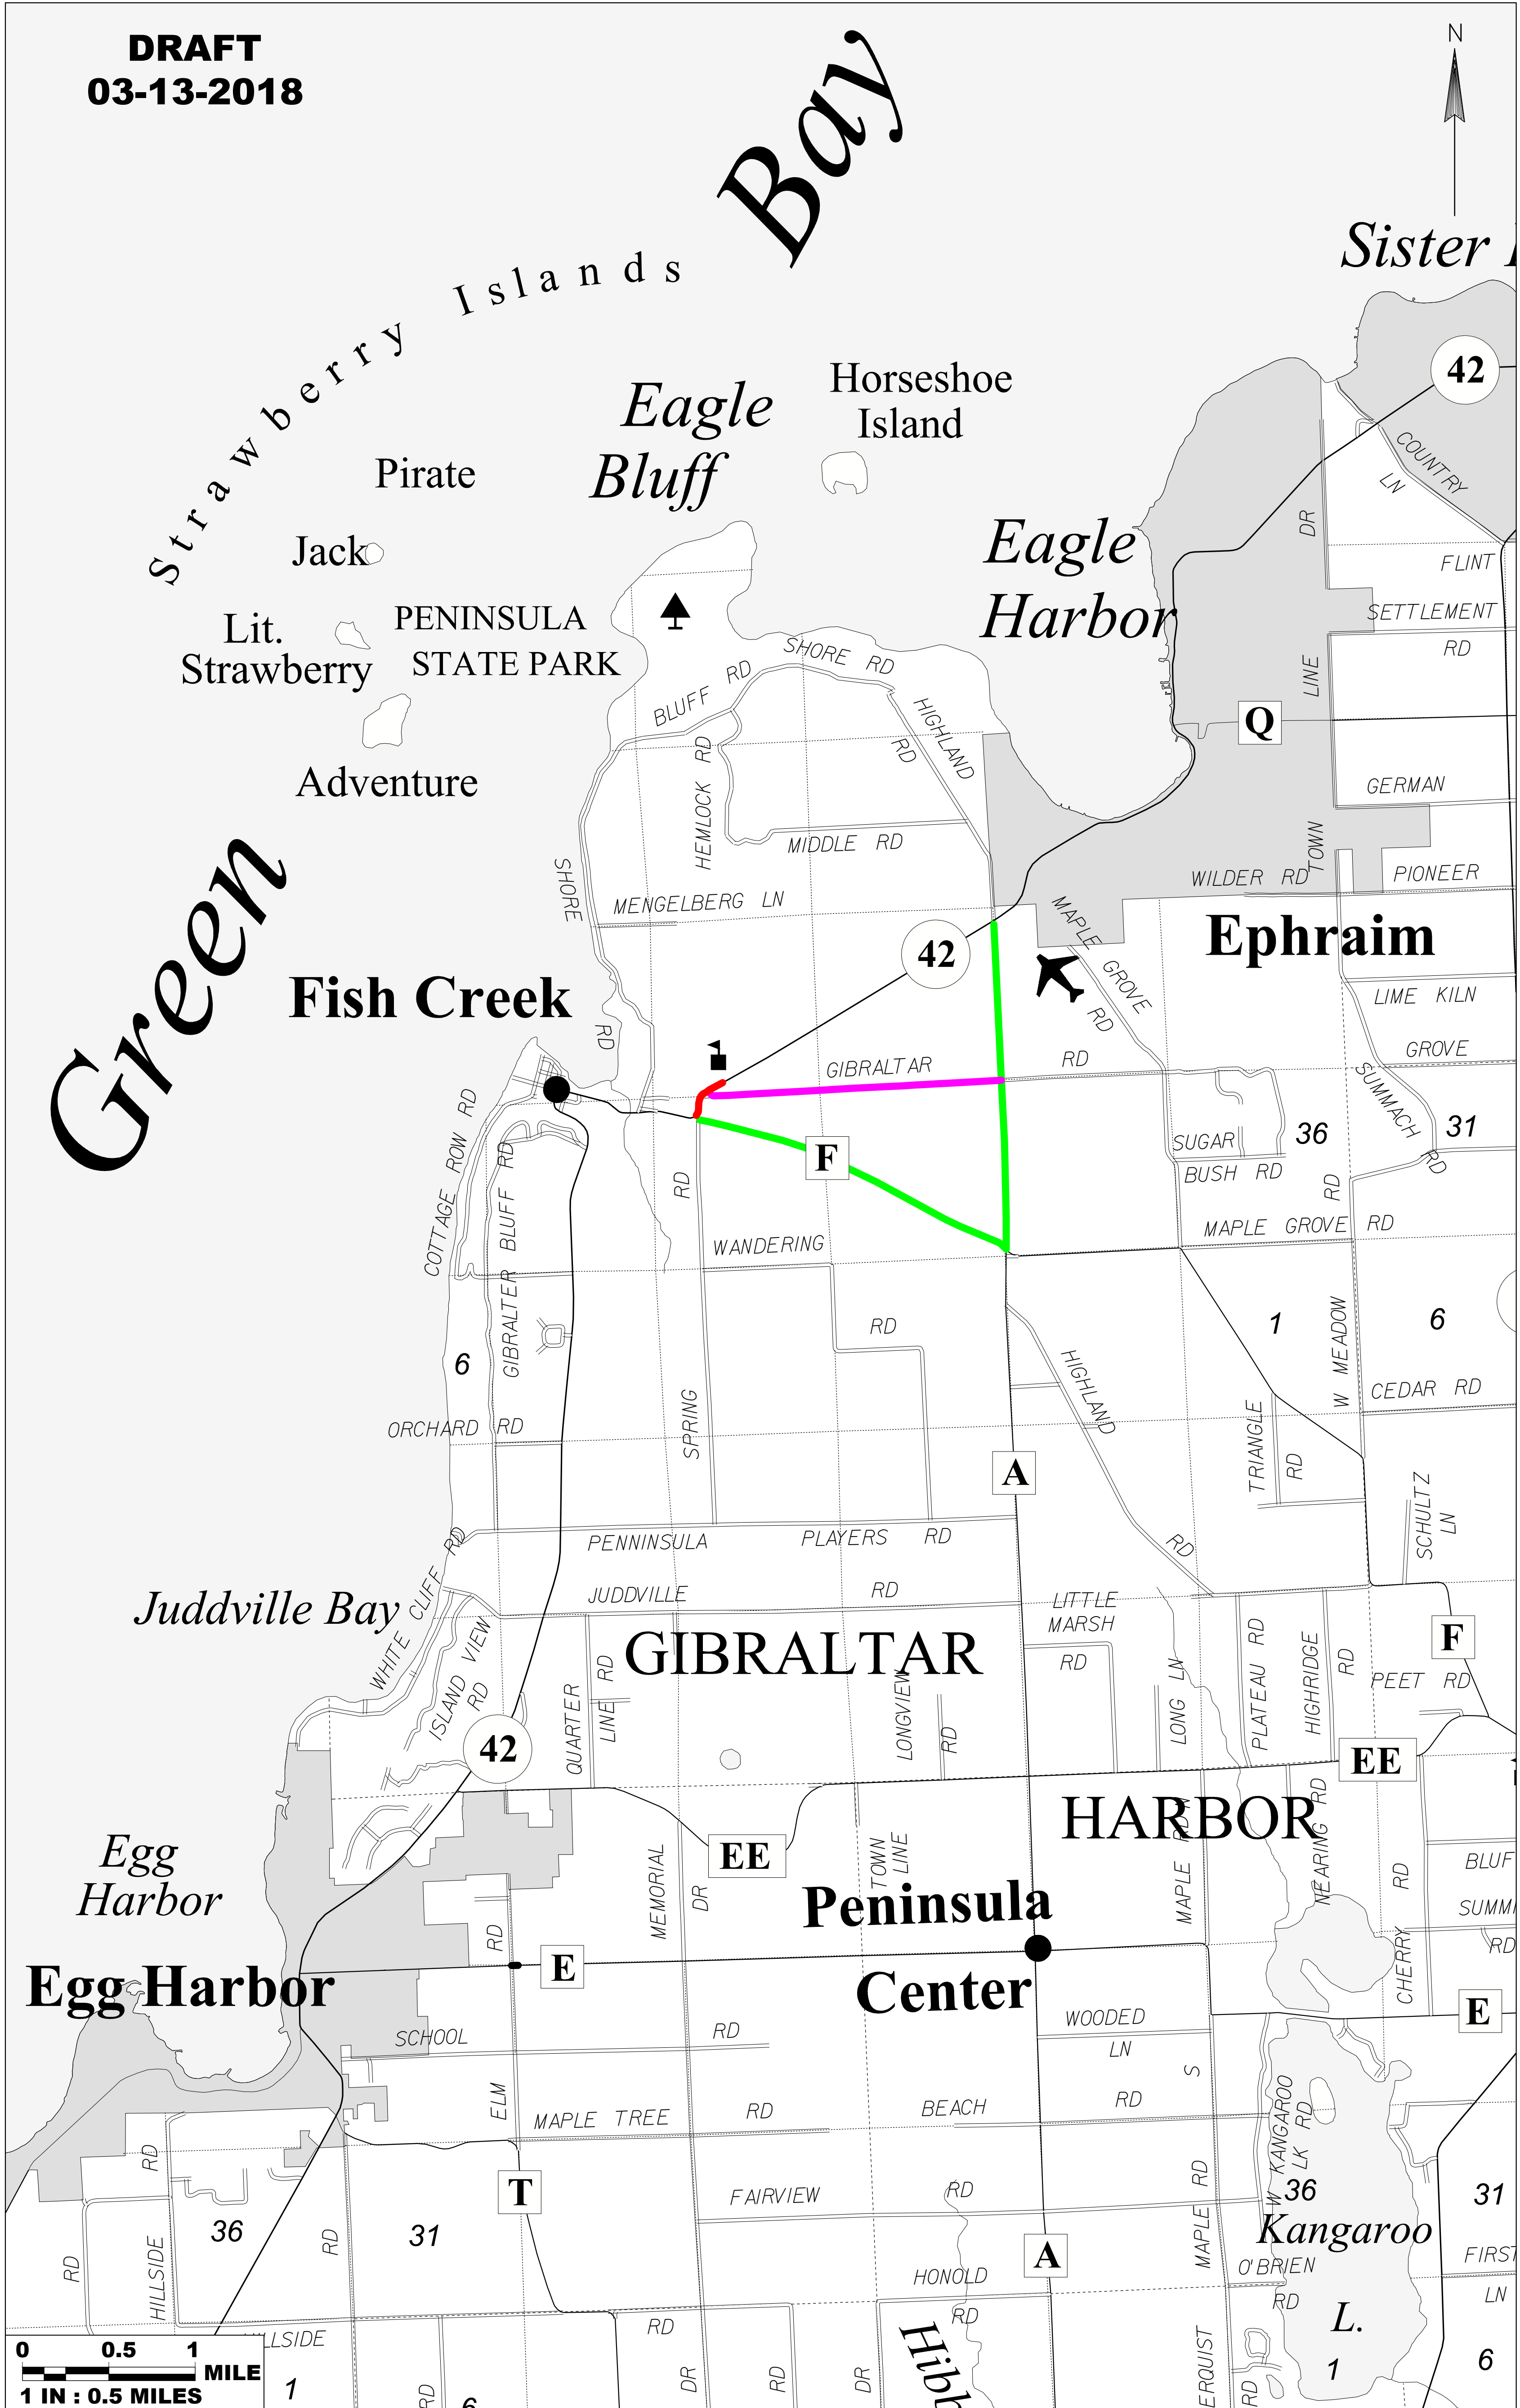 DRAFT
03-13-2018
N
Bay
Sister
Strawberry Islands
42
Horseshoe
Island
Eagle
Bluff
Pirate
COUNTRY
LN
Jack
Eagle
Harbor
DR
FLINT
PENINSULA
STATE PARK
Lit.
Strawberry
SETTLEMENT
RD
SHORE RD
BLUFF RD
LINE
HIGHLAND
RD
Q
HEMLOCK RD
Adventure
GERMAN
Green
MIDDLE RD
TOWN
SHORE
RD
MENGELBERG LN
WILDER RD
PIONEER
MAPLE GROVE
RD
Ephraim
42
Fish Creek
LIME KILN
GROVE
GIBRALTAR RD
SUMMACH
RD
COTTAGE ROW RD
36
31
F
SUGAR
BUSH RD
RD
GIBRALTER BLUFF RD
RD
MAPLE GROVE RD
WANDERING
RD
1
6
6
W MEADOW
HIGHLAND
RD
CEDAR RD
ORCHARD RD
SPRING
TRIANGLE
RD
A
SCHULTZ
LN
PENNINSULA PLAYERS RD
Juddville Bay
WHITE CLIFF RD
JUDDVILLE RD
LITTLE
MARSH
RD
GIBRALTAR
ISLAND VIEW
RD
QUARTER
LINE RD
LONGVIEW
RD
LONG LN
PLATEAU RD
HIGHRIDGE
RD
F
PEET RD
42
EE
HARBOR
EE
Egg
Harbor
MEMORIAL
DR
TOWN
LINE
NEARING RD
BLUF
Peninsula
Center
SUMMI
RD
RD
E
CHERRY
RD
Egg Harbor
E
WOODED
LN
SCHOOL RD
ELM
MAPLE TREE RD
BEACH RD
S
W KANGAROO
LK RD
T
RD
FAIRVIEW RD
MAPLE RD
36
31
36
31
Kangaroo
L.
HILLSIDE
RD
RD
A
HONOLD
RD
O'BRIEN
RD
FIRST
LN
RD
DR
RD
DR
ERQUIST
RD
1
6
0 0.5 1
MILE
1 IN : 0.5 MILES
1
RD
6